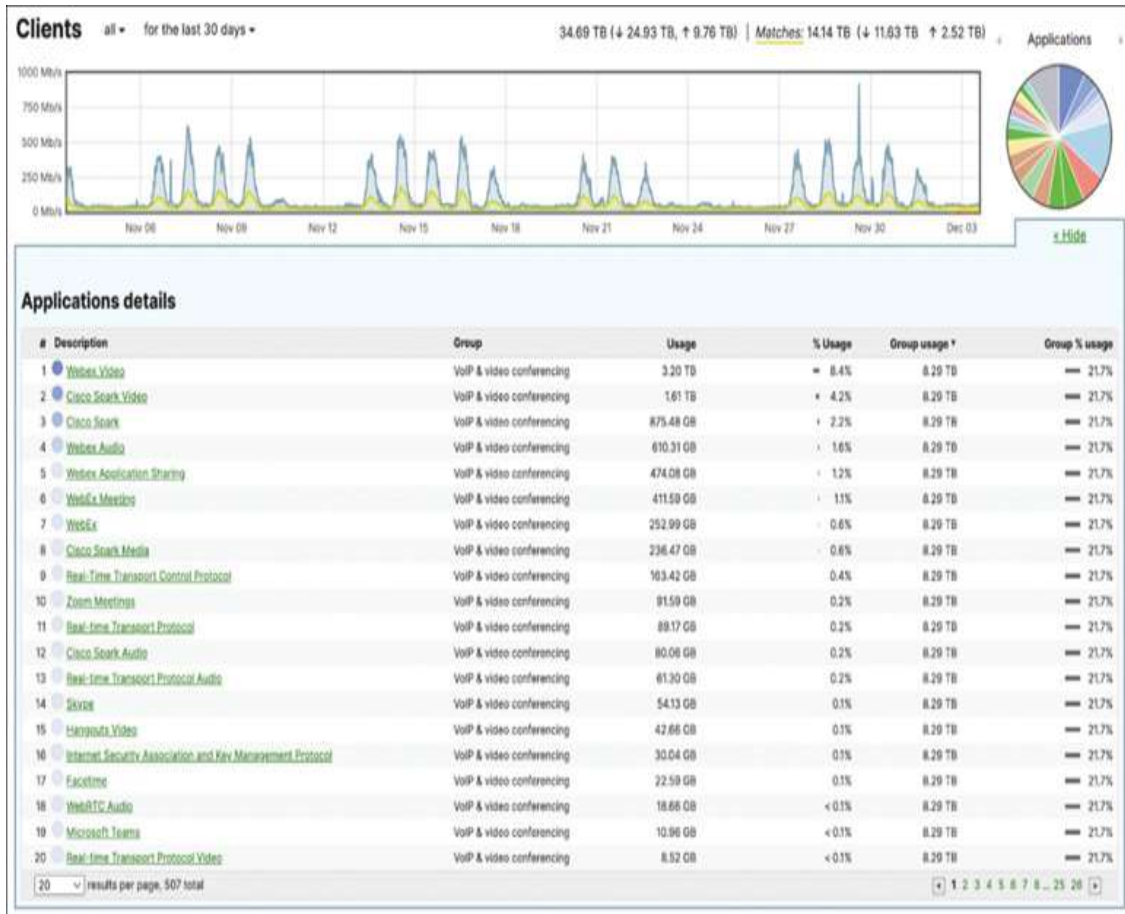 Clients all for the last 30 days 34.69 TB (↓ 24.93 TB, ↑ 9.76 TB) | Matches: 14.14 TB (↓ 11.63 TB ↑ 2.52 TB) Applications
1000 Mb/s
750 Mb/s
500 Mb/s
250 Mb/s
0 Mb/s
Nov 06 Nov 09 Nov 12 Nov 15 Nov 18 Nov 21 Nov 24 Nov 27 Nov 30 Dec 03
« Hide
Applications details
# Description Group Usage % Usage Group usage ▼ Group % usage
1 Webex Video VoIP & video conferencing 3.20 TB 8.4% 8.29 TB 21.7%
2 Cisco Spark Video VoIP & video conferencing 1.61 TB 4.2% 8.29 TB 21.7%
3 Cisco Spark VoIP & video conferencing 875.48 GB 2.2% 8.29 TB 21.7%
4 Webex Audio VoIP & video conferencing 610.31 GB 1.6% 8.29 TB 21.7%
5 Webex Application Sharing VoIP & video conferencing 474.08 GB 1.2% 8.29 TB 21.7%
6 WebEx Meeting VoIP & video conferencing 411.59 GB 1.1% 8.29 TB 21.7%
7 WebEx VoIP & video conferencing 252.99 GB 0.6% 8.29 TB 21.7%
8 Cisco Spark Media VoIP & video conferencing 236.47 GB 0.6% 8.29 TB 21.7%
9 Real-Time Transport Control Protocol VoIP & video conferencing 163.42 GB 0.4% 8.29 TB 21.7%
10 Zoom Meetings VoIP & video conferencing 91.59 GB 0.2% 8.29 TB 21.7%
11 Real-time Transport Protocol VoIP & video conferencing 89.17 GB 0.2% 8.29 TB 21.7%
12 Cisco Spark Audio VoIP & video conferencing 80.06 GB 0.2% 8.29 TB 21.7%
13 Real-time Transport Protocol Audio VoIP & video conferencing 61.30 GB 0.2% 8.29 TB 21.7%
14 Skype VoIP & video conferencing 54.13 GB 0.1% 8.29 TB 21.7%
15 Hangouts Video VoIP & video conferencing 42.66 GB 0.1% 8.29 TB 21.7%
16 Internet Security Association and Key Management Protocol VoIP & video conferencing 30.04 GB 0.1% 8.29 TB 21.7%
17 Facetime VoIP & video conferencing 22.59 GB 0.1% 8.29 TB 21.7%
18 WebRTC Audio VoIP & video conferencing 18.66 GB < 0.1% 8.29 TB 21.7%
19 Microsoft Teams VoIP & video conferencing 10.96 GB < 0.1% 8.29 TB 21.7%
20 Real-time Transport Protocol Video VoIP & video conferencing 8.52 GB < 0.1% 8.29 TB 21.7%
20 results per page, 507 total 1 2 3 4 5 6 7 8 ... 25 26